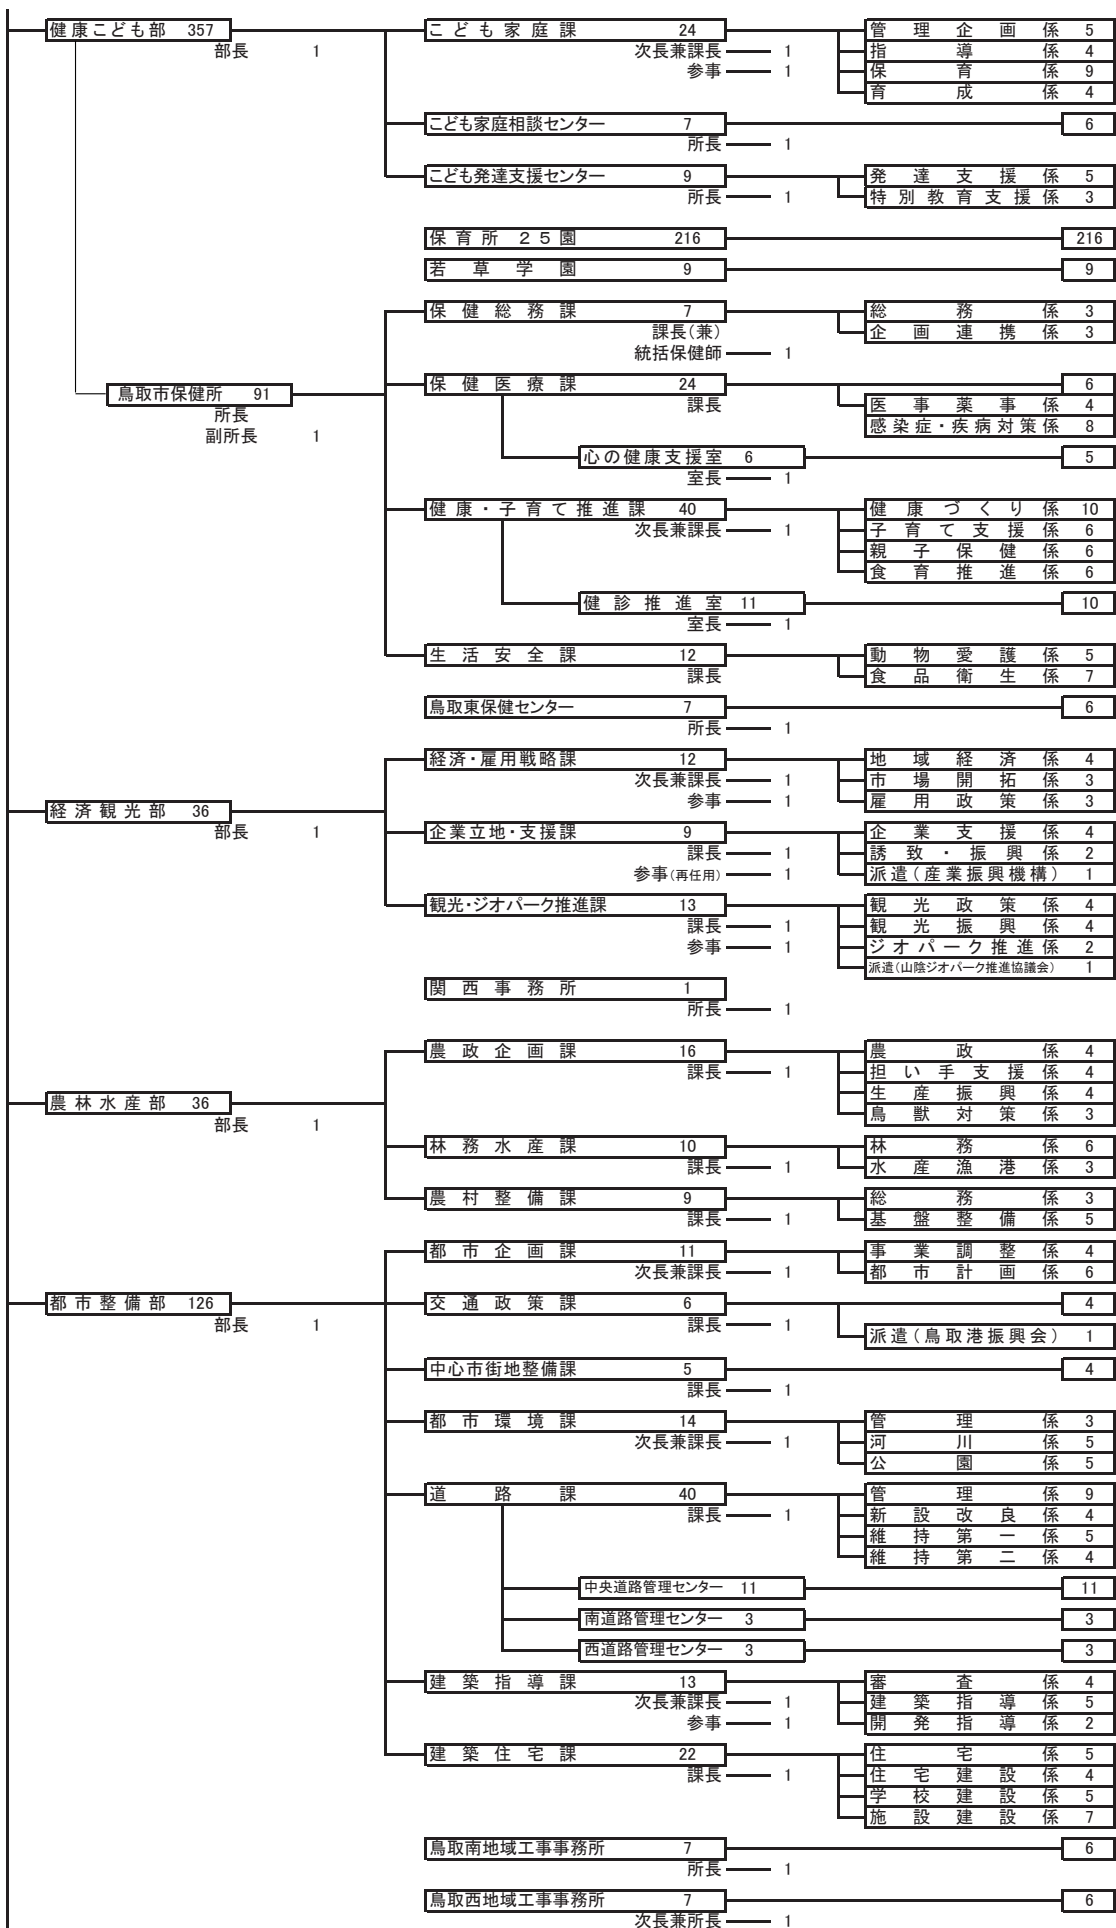 健康こども部 357 こども家庭課 24 管理企画係 5
部長 1 次長兼課長 1 指導係 4
参事 1 保育係 9
育成係 4
こども家庭相談センター 7 6
所長 1
こども発達支援センター 9 発達支援係 5
所長 1 特別教育支援係 3
保育所 25園 216 216
若草学園 9 9
保健総務課 7 総務係 3
課長(兼) 企画連携係 3
統括保健師 1
保健医療課 24 6
鳥取市保健所 91 課長 医事薬事係 4
所長 感染症・疾病対策係 8
副所長 1
心の健康支援室 6 5
室長 1
健康・子育て推進課 40 健康づくり係 10
次長兼課長 1 子育て支援係 6
親子保健係 6
食育推進係 6
健診推進室 11 10
室長 1
生活安全課 12 動物愛護係 5
課長 食品衛生係 7
鳥取東保健センター 7 6
所長 1
経済・雇用戦略課 12 地域経済係 4
次長兼課長 1 市場開拓係 3
参事 1 雇用政策係 3
経済観光部 36
部長 1 企業立地・支援課 9 企業支援係 4
課長 1 誘致・振興係 2
参事(再任用) 1 派遣(産業振興機構) 1
観光・ジオパーク推進課 13 観光政策係 4
課長 1 観光振興係 4
参事 1 ジオパーク推進係 2
派遣(山陰ジオパーク推進協議会) 1
関西事務所 1
所長 1
農政企画課 16 農政係 4
課長 1 担い手支援係 4
農林水産部 36 生産振興係 4
部長 1 鳥獣対策係 3
林務水産課 10 林務係 6
課長 1 水産漁港係 3
農村整備課 9 総務係 3
課長 1 基盤整備係 5
都市企画課 11 事業調整係 4
次長兼課長 1 都市計画係 6
都市整備部 126 交通政策課 6 4
部長 1 課長 1 派遣(鳥取港振興会) 1
中心市街地整備課 5 4
課長 1
都市環境課 14 管理係 3
次長兼課長 1 河川係 5
公園係 5
道路課 40 管理係 9
課長 1 新設改良係 4
維持第一係 5
維持第二係 4
中央道路管理センター 11 11
南道路管理センター 3 3
西道路管理センター 3 3
建築指導課 13 審査係 4
次長兼課長 1 建築指導係 5
参事 1 開発指導係 2
建築住宅課 22 住宅係 5
課長 1 住宅建設係 4
学校建設係 5
施設建設係 7
鳥取南地域工事事務所 7 6
所長 1
鳥取西地域工事事務所 7 6
次長兼所長 1